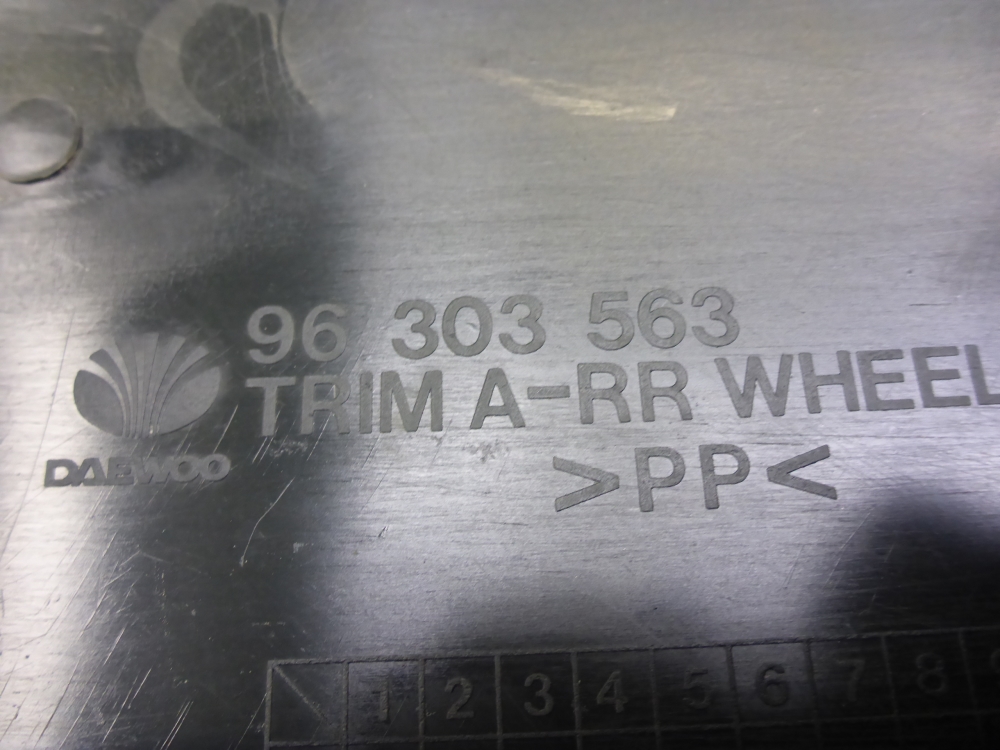 96 303 563
TRIM A-RR WHEEL
DAEWOO
>PP<
1 2 3 4 5 6 7 8